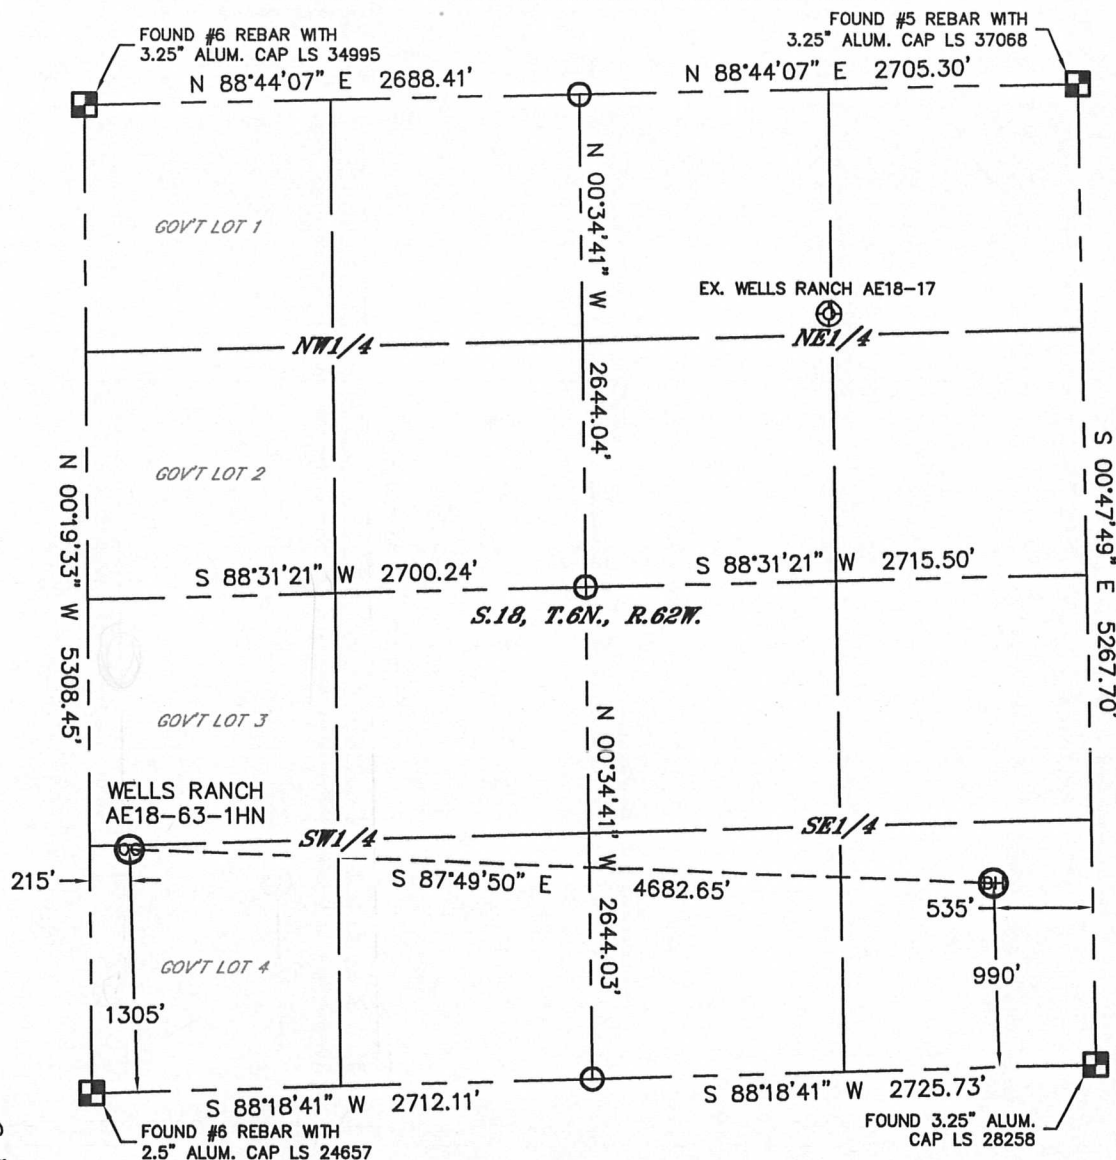 FOUND #6 REBAR WITH
3.25" ALUM. CAP LS 34995
FOUND #5 REBAR WITH
3.25" ALUM. CAP LS 37068
N 88°44'07" E 2688.41'
N 88°44'07" E 2705.30'
N 00°34'41" W 2644.04'
GOV'T LOT 1
EX. WELLS RANCH AE18-17
NW1/4
NE1/4
GOV'T LOT 2
N 00°19'33" W 5308.45'
S 00°47'49" E 5267.70'
S 88°31'21" W 2700.24'
S 88°31'21" W 2715.50'
S.18, T.6N., R.62W.
GOV'T LOT 3
N 00°34'41" W 2644.03'
WELLS RANCH
AE18-63-1HN
SW1/4
SE1/4
215'
S 87°49'50" E 4682.65'
BH
535'
GOV'T LOT 4
990'
1305'
S 88°18'41" W 2712.11'
S 88°18'41" W 2725.73'
FOUND #6 REBAR WITH
2.5" ALUM. CAP LS 24657
FOUND 3.25" ALUM.
CAP LS 28258